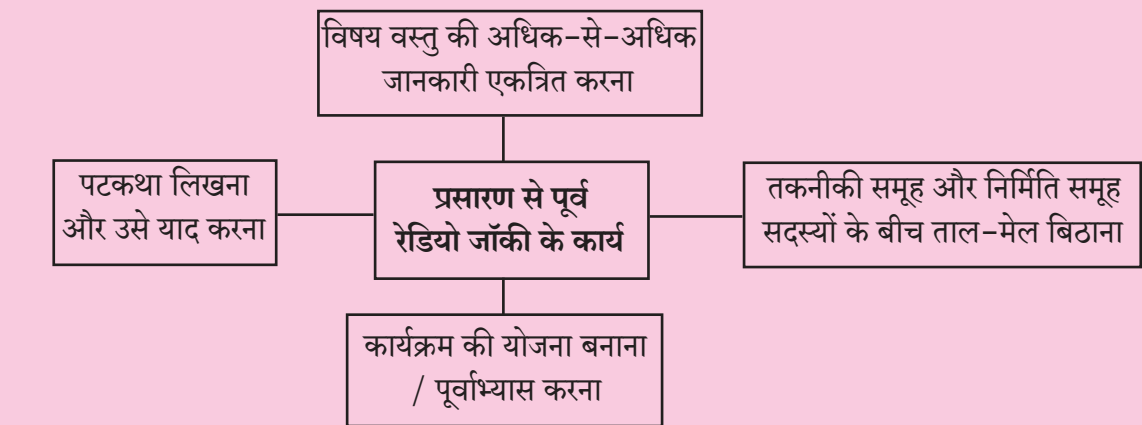 विषय वस्तु की अधिक-से-अधिक
जानकारी एकत्रित करना
पटकथा लिखना
और उसे याद करना
प्रसारण से पूर्व
रेडियो जॉकी के कार्य
तकनीकी समूह और निर्मिति समूह
सदस्यों के बीच ताल-मेल बिठाना
कार्यक्रम की योजना बनाना
/ पूर्वाभ्यास करना